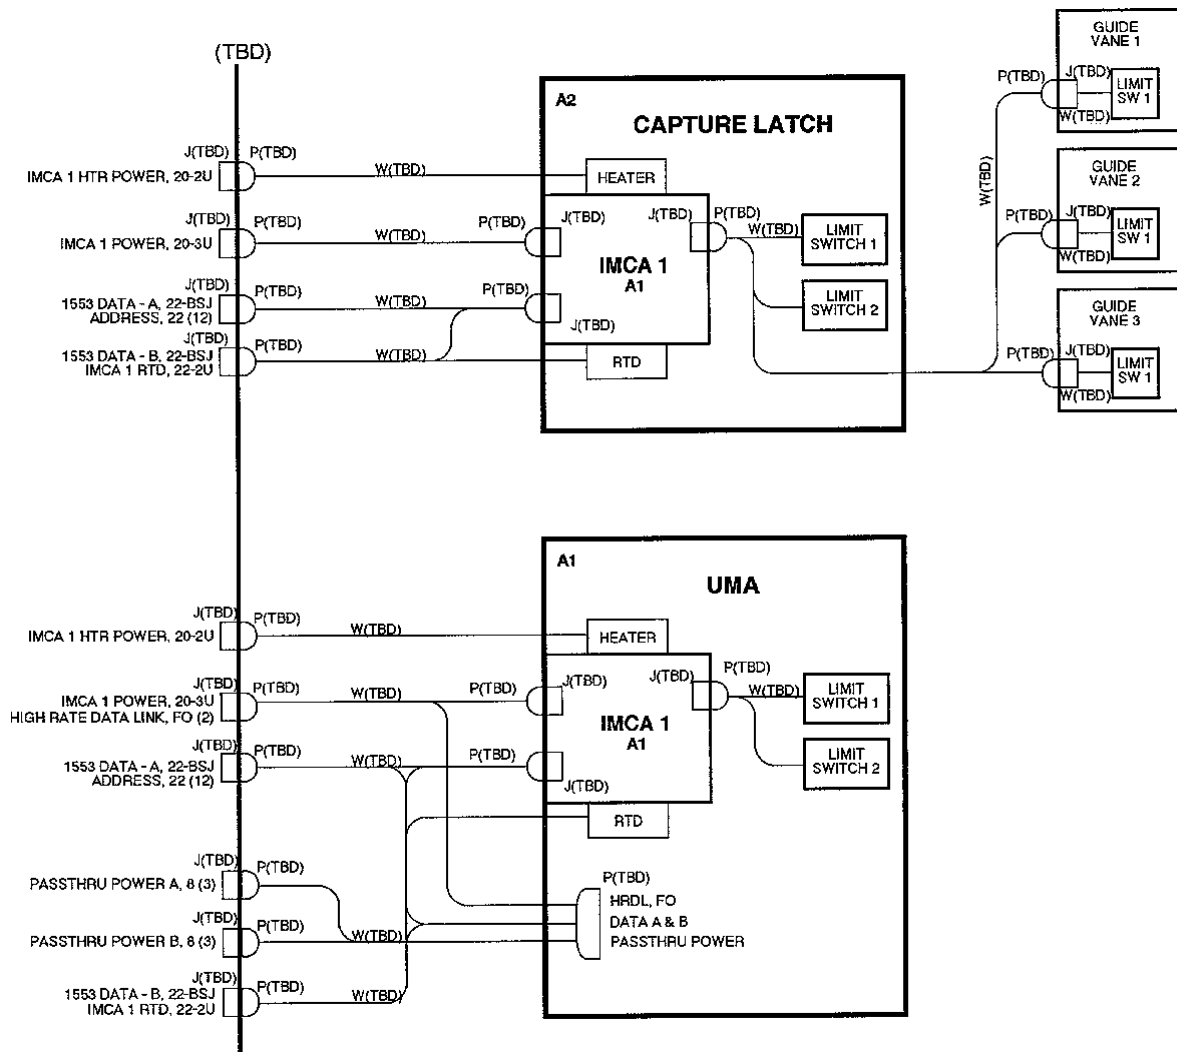 (TBD)
A2
CAPTURE LATCH
J(TBD)
P(TBD)
IMCA 1 HTR POWER, 20-2U
W(TBD)
HEATER
J(TBD)
P(TBD)
IMCA 1 POWER, 20-3U
W(TBD)
P(TBD)
J(TBD)
J(TBD)
P(TBD)
W(TBD)
LIMIT
SWITCH 1
IMCA 1
A1
J(TBD)
P(TBD)
1553 DATA - A, 22-BSJ
ADDRESS, 22 (12)
W(TBD)
P(TBD)
J(TBD)
LIMIT
SWITCH 2
J(TBD)
P(TBD)
1553 DATA - B, 22-BSJ
IMCA 1 RTD, 22-2U
W(TBD)
RTD
W(TBD)
GUIDE
VANE 1
P(TBD)
J(TBD)
LIMIT
SW 1
W(TBD)
GUIDE
VANE 2
P(TBD)
J(TBD)
LIMIT
SW 1
W(TBD)
GUIDE
VANE 3
P(TBD)
J(TBD)
LIMIT
SW 1
W(TBD)
A1
UMA
J(TBD)
P(TBD)
IMCA 1 HTR POWER, 20-2U
W(TBD)
HEATER
J(TBD)
P(TBD)
IMCA 1 POWER, 20-3U
HIGH RATE DATA LINK, FO (2)
W(TBD)
P(TBD)
J(TBD)
J(TBD)
P(TBD)
W(TBD)
LIMIT
SWITCH 1
IMCA 1
A1
J(TBD)
P(TBD)
1553 DATA - A, 22-BSJ
ADDRESS, 22 (12)
W(TBD)
P(TBD)
J(TBD)
LIMIT
SWITCH 2
RTD
J(TBD)
P(TBD)
PASSTHRU POWER A, 8 (3)
P(TBD)
HRDL, FO
DATA A & B
PASSTHRU POWER
J(TBD)
P(TBD)
PASSTHRU POWER B, 8 (3)
W(TBD)
J(TBD)
P(TBD)
1553 DATA - B, 22-BSJ
IMCA 1 RTD, 22-2U
W(TBD)